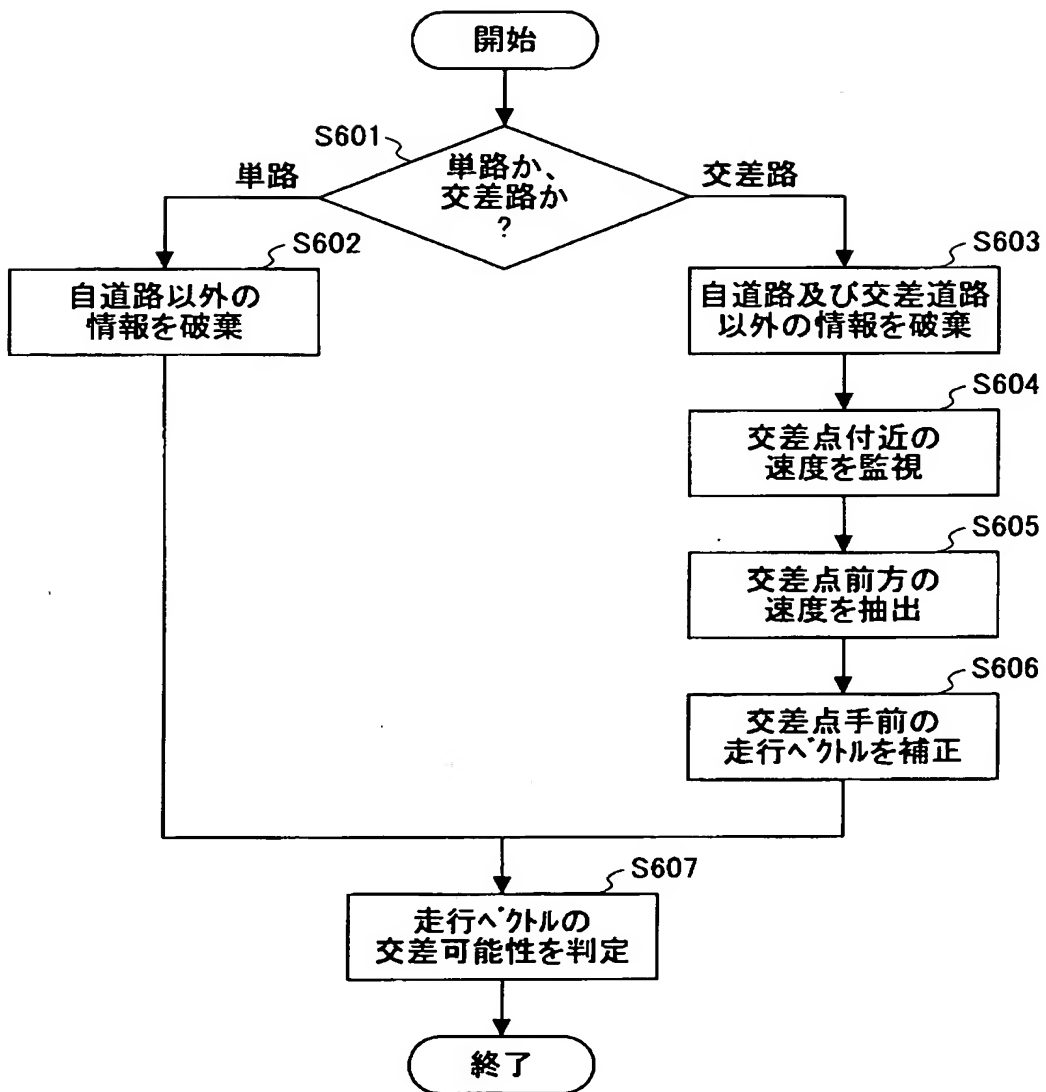 開始
S601
単路か、
交差路か
?
単路
交差路
S602
自道路以外の
情報を破棄
S603
自道路及び交差道路
以外の情報を破棄
S604
交差点付近の
速度を監視
S605
交差点前方の
速度を抽出
S606
交差点手前の
走行ベクトルを補正
S607
走行ベクトルの
交差可能性を判定
終了